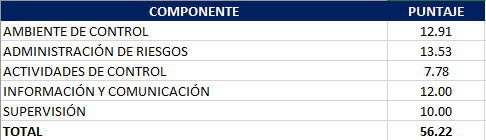 COMPONENTE PUNTAJE
AMBIENTE DE CONTROL 12.91
ADMINISTRACIÓN DE RIESGOS 13.53
ACTIVIDADES DE CONTROL 7.78
INFORMACIÓN Y COMUNICACIÓN 12.00
SUPERVISIÓN 10.00
TOTAL 56.22